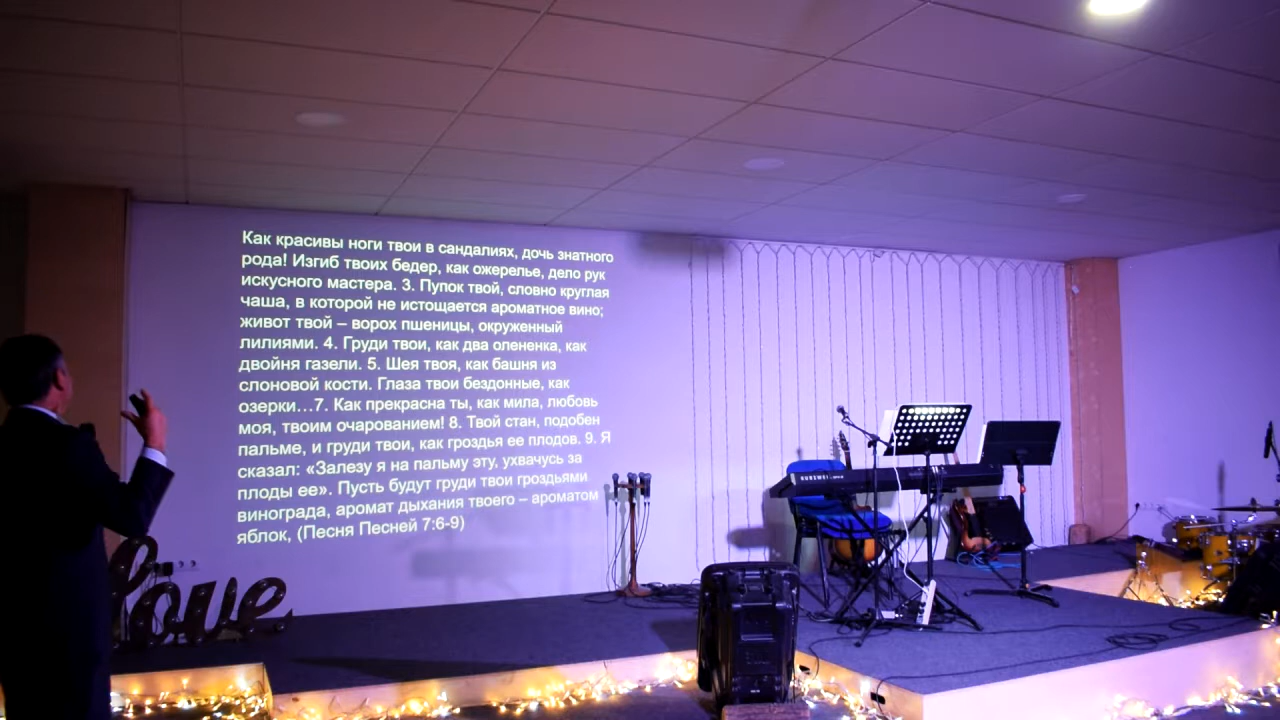 Как красивы ноги твои в сандалиях, дочь знатного
рода! Изгиб твоих бедер, как ожерелье, дело рук
искусного мастера. 3. Пупок твой, словно круглая
чаша, в которой не истощается ароматное вино;
живот твой – ворох пшеницы, окруженный
лилиями. 4. Груди твои, как два олененка, как
двойня газели. 5. Шея твоя, как башня из
слоновой кости. Глаза твои бездонные, как
озерки…7. Как прекрасна ты, как мила, любовь
моя, твоим очарованием! 8. Твой стан, подобен
пальме, и груди твои, как гроздья ее плодов. 9. Я
сказал: «Залезу я на пальму эту, ухвачусь за
плоды ее». Пусть будут груди твои гроздьями
винограда, аромат дыхания твоего – ароматом
яблок, (Песня Песней 7:6-9)
love
KURZWEIL